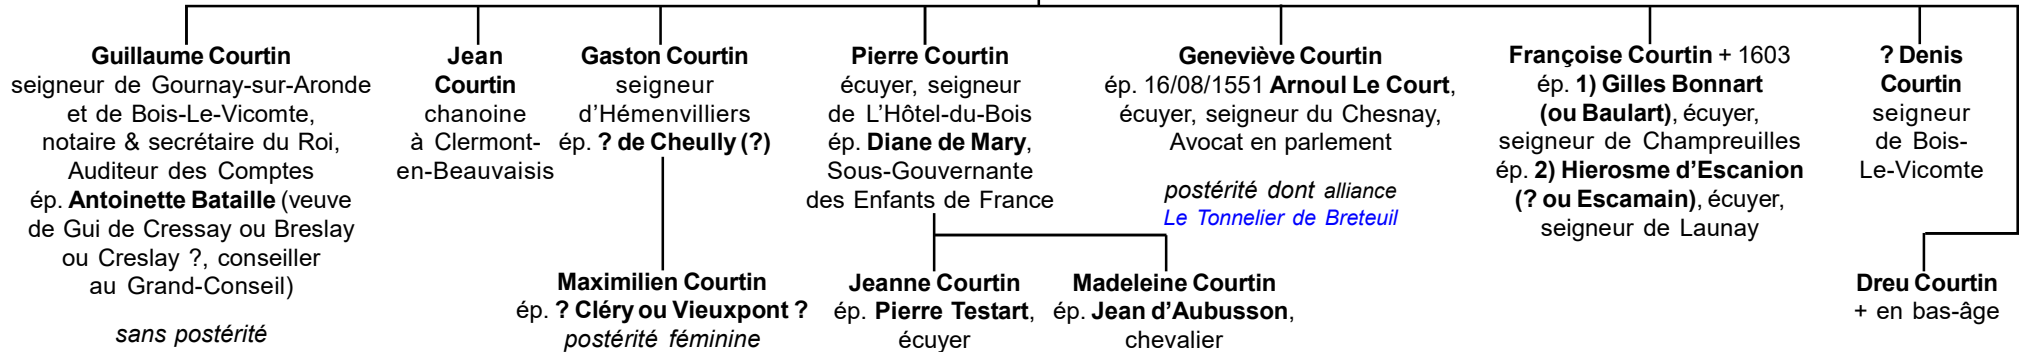 Guillaume Courtin
seigneur de Gournay-sur-Aronde
et de Bois-Le-Vicomte,
notaire & secrétaire du Roi,
Auditeur des Comptes
ép. Antoinette Bataille (veuve
de Gui de Cressay ou Breslay
ou Creslay ?, conseiller
au Grand-Conseil)
sans postérité
Jean
Courtin
chanoine
à Clermont-
en-Beauvaisis
Gaston Courtin
seigneur
d’Hémenvilliers
ép. ? de Cheully (?)
Maximilien Courtin
ép. ? Cléry ou Vieuxpont ?
postérité féminine
Pierre Courtin
écuyer, seigneur
de L’Hôtel-du-Bois
ép. Diane de Mary,
Sous-Gouvernante
des Enfants de France
Jeanne Courtin
ép. Pierre Testart,
écuyer
Madeleine Courtin
ép. Jean d’Aubusson,
chevalier
Geneviève Courtin
ép. 16/08/1551 Arnoul Le Court,
écuyer, seigneur du Chesnay,
Avocat en parlement
postérité dont alliance
Le Tonnelier de Breteuil
Françoise Courtin + 1603
ép. 1) Gilles Bonnart
(ou Baulart), écuyer,
seigneur de Champreuilles
ép. 2) Hierosme d’Escanion
(? ou Escamain), écuyer,
seigneur de Launay
? Denis
Courtin
seigneur
de Bois-
Le-Vicomte
Dreu Courtin
+ en bas-âge